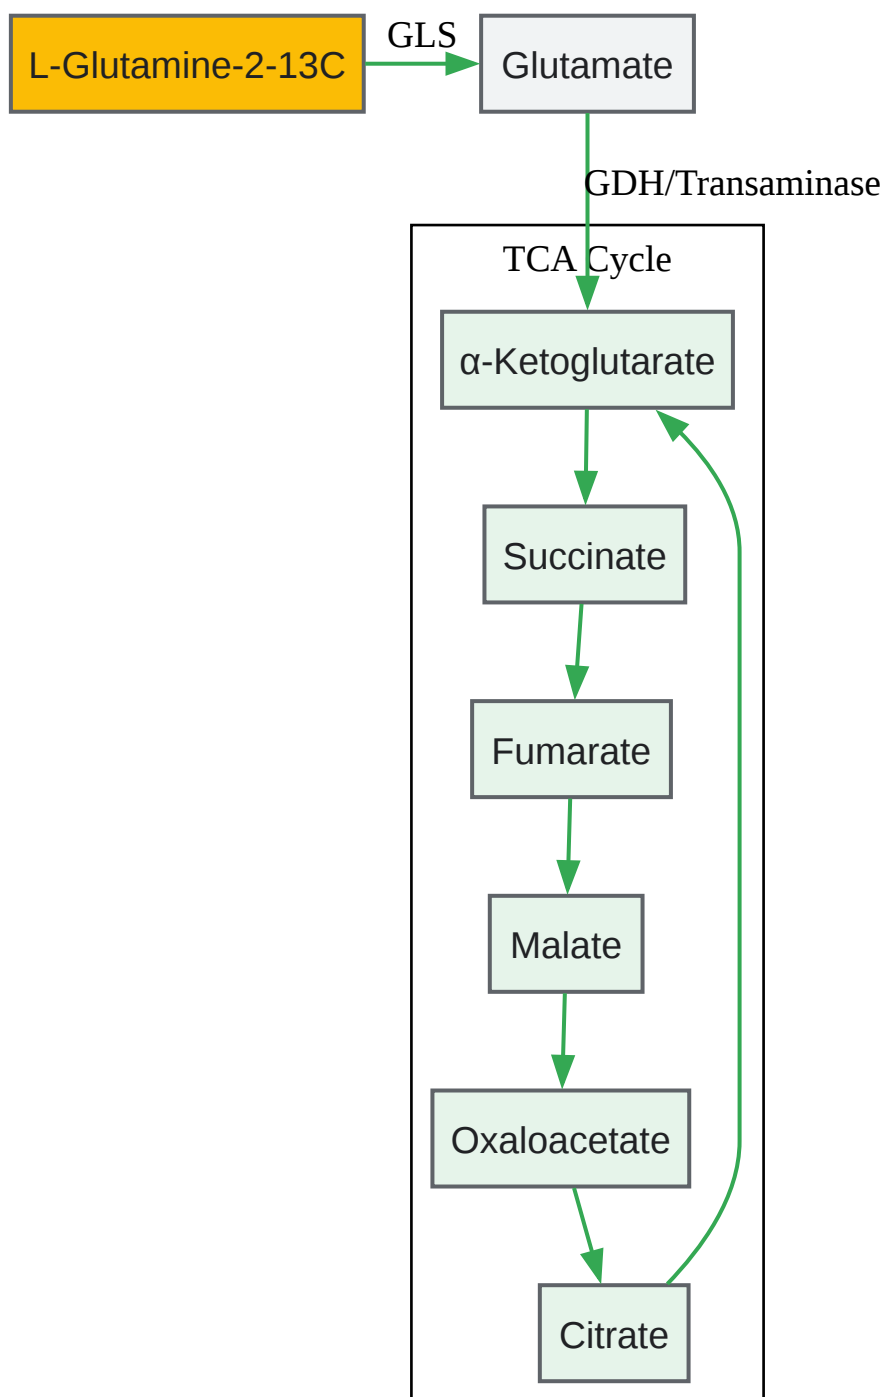 L-Glutamine-2-13C
GLS
Glutamate
GDH/Transaminase
TCA Cycle
α-Ketoglutarate
Succinate
Fumarate
Malate
Oxaloacetate
Citrate